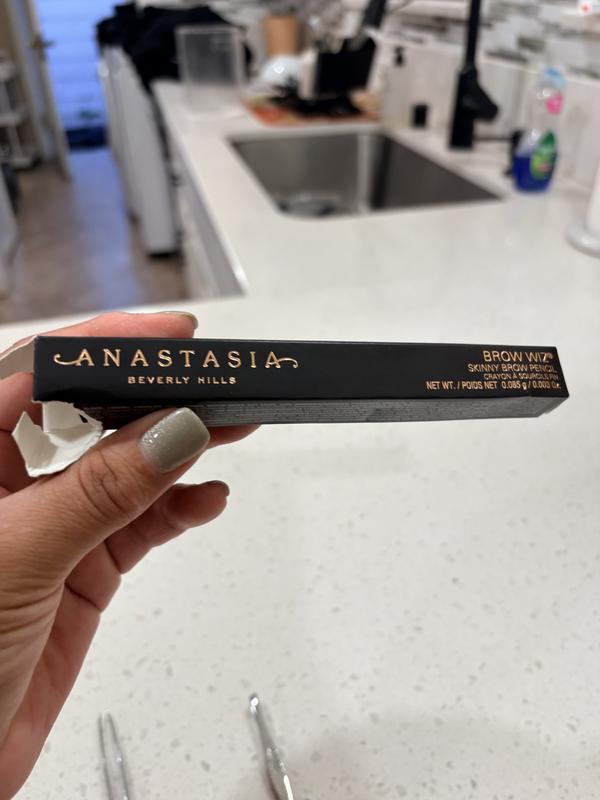 ANASTASIA
BEVERLY HILLS
BROW WIZ®
SKINNY BROW PENCIL
CRAYON À SOURCILS FIN
NET WT. / POIDS NET 0.085 g / 0.003 Oz.